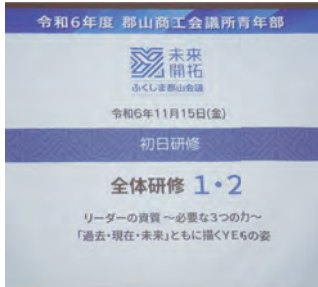 令和6年度 郡山商工会議所青年部
未来
開拓
ふくしま郡山会議
令和6年11月15日(金)
初日研修
全体研修 1・2
リーダーの資質 ～必要な3つの力～
「過去・現在・未来」ともに描くYEGの姿